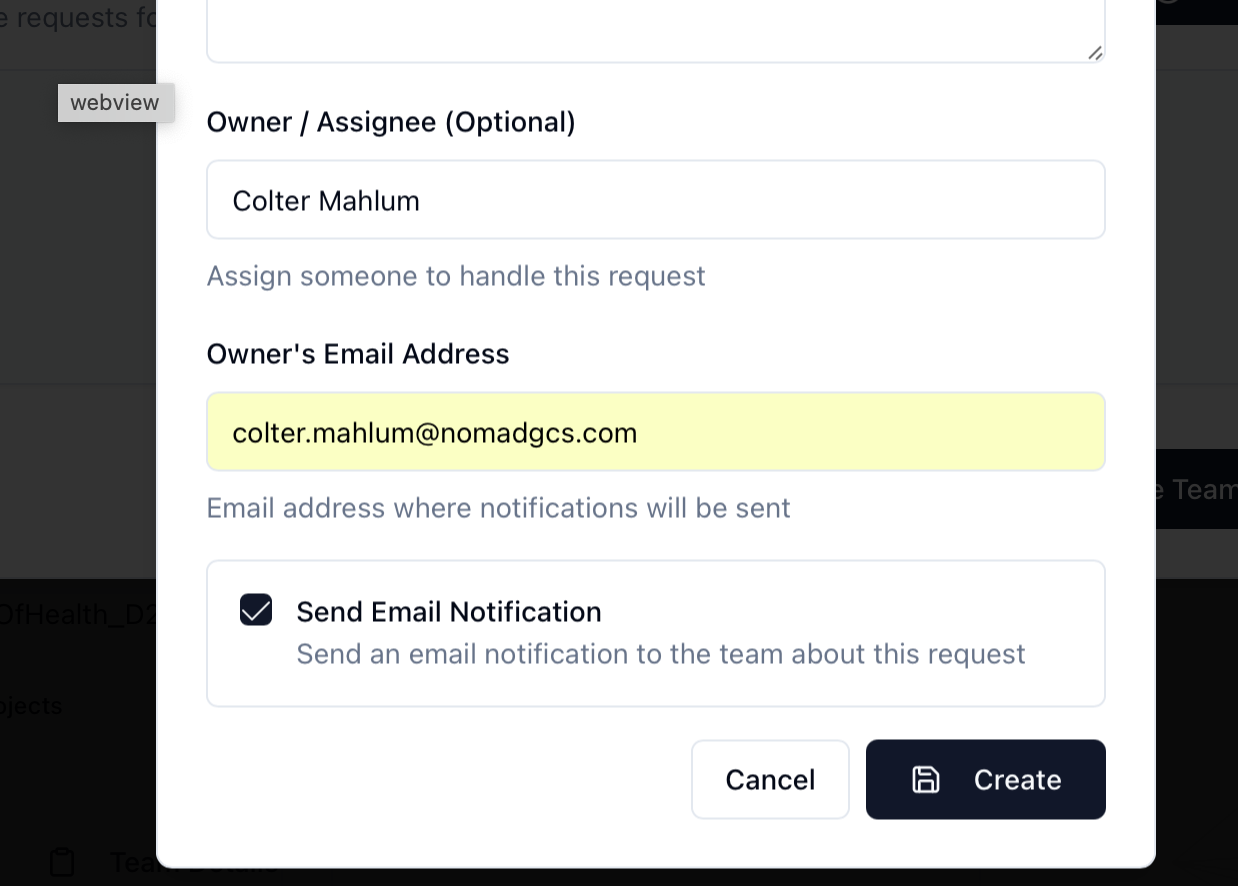 e requests fo
webview
Owner / Assignee (Optional)
Colter Mahlum
Assign someone to handle this request
Owner's Email Address
colter.mahlum@nomadgcs.com
Email address where notifications will be sent
e Team
OfHealth_D2
Send Email Notification
Send an email notification to the team about this request
ojects
Cancel
Create
Team Details